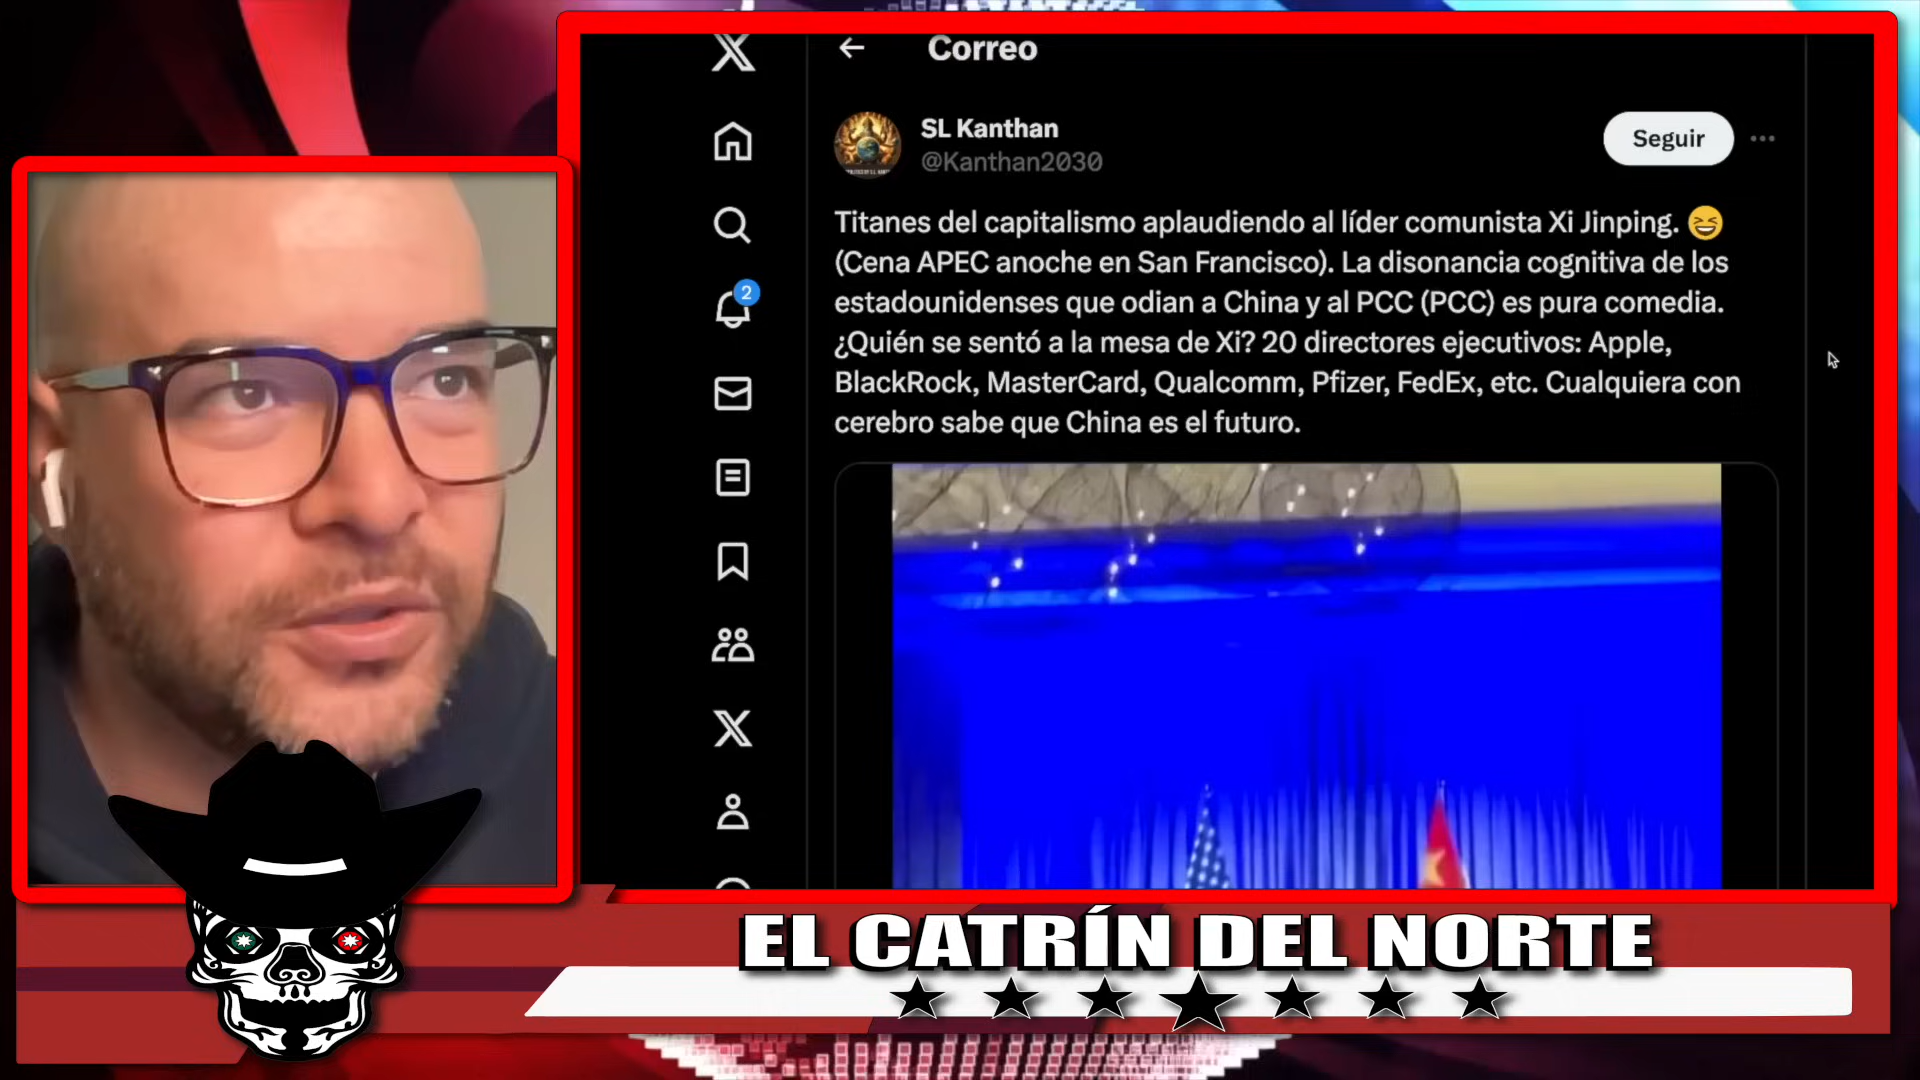 Correo
SL Kanthan
@Kanthan2030
Seguir
2
Titanes del capitalismo aplaudiendo al líder comunista Xi Jinping. 😆
(Cena APEC anoche en San Francisco). La disonancia cognitiva de los
estadounidenses que odian a China y al PCC (PCC) es pura comedia.
¿Quién se sentó a la mesa de Xi? 20 directores ejecutivos: Apple,
BlackRock, MasterCard, Qualcomm, Pfizer, FedEx, etc. Cualquiera con
cerebro sabe que China es el futuro.
EL CATRÍN DEL NORTE